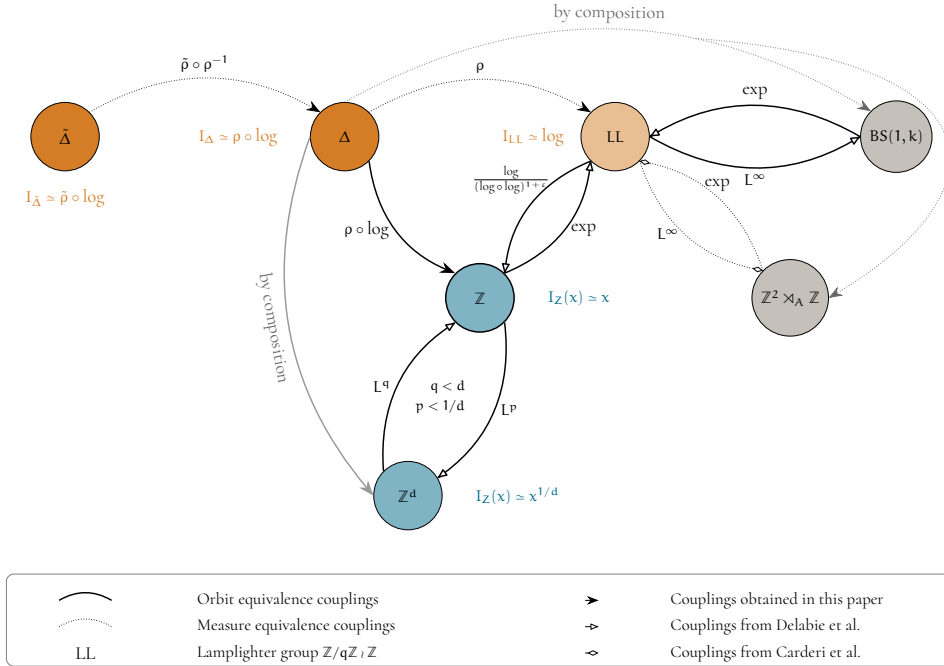 by composition
ρ̃ ∘ ρ⁻¹
ρ
exp
Δ̃
I_Δ ≃ ρ ∘ log
Δ
I_LL ≃ log
LL
BS(1, k)
log
(log ∘ log)^{1+ε}
L^∞
exp
I_Δ̃ ≃ ρ̃ ∘ log
ρ ∘ log
exp
L^∞
by composition
ℤ
I_Z(x) ≃ x
ℤ² ⋊_A ℤ
L^q
q < d
p < 1/d
L^p
ℤ^d
I_Z(x) ≃ x^{1/d}
Orbit equivalence couplings
Couplings obtained in this paper
Measure equivalence couplings
Couplings from Delabie et al.
LL
Lamplighter group ℤ/qℤ ≀ ℤ
Couplings from Carderi et al.